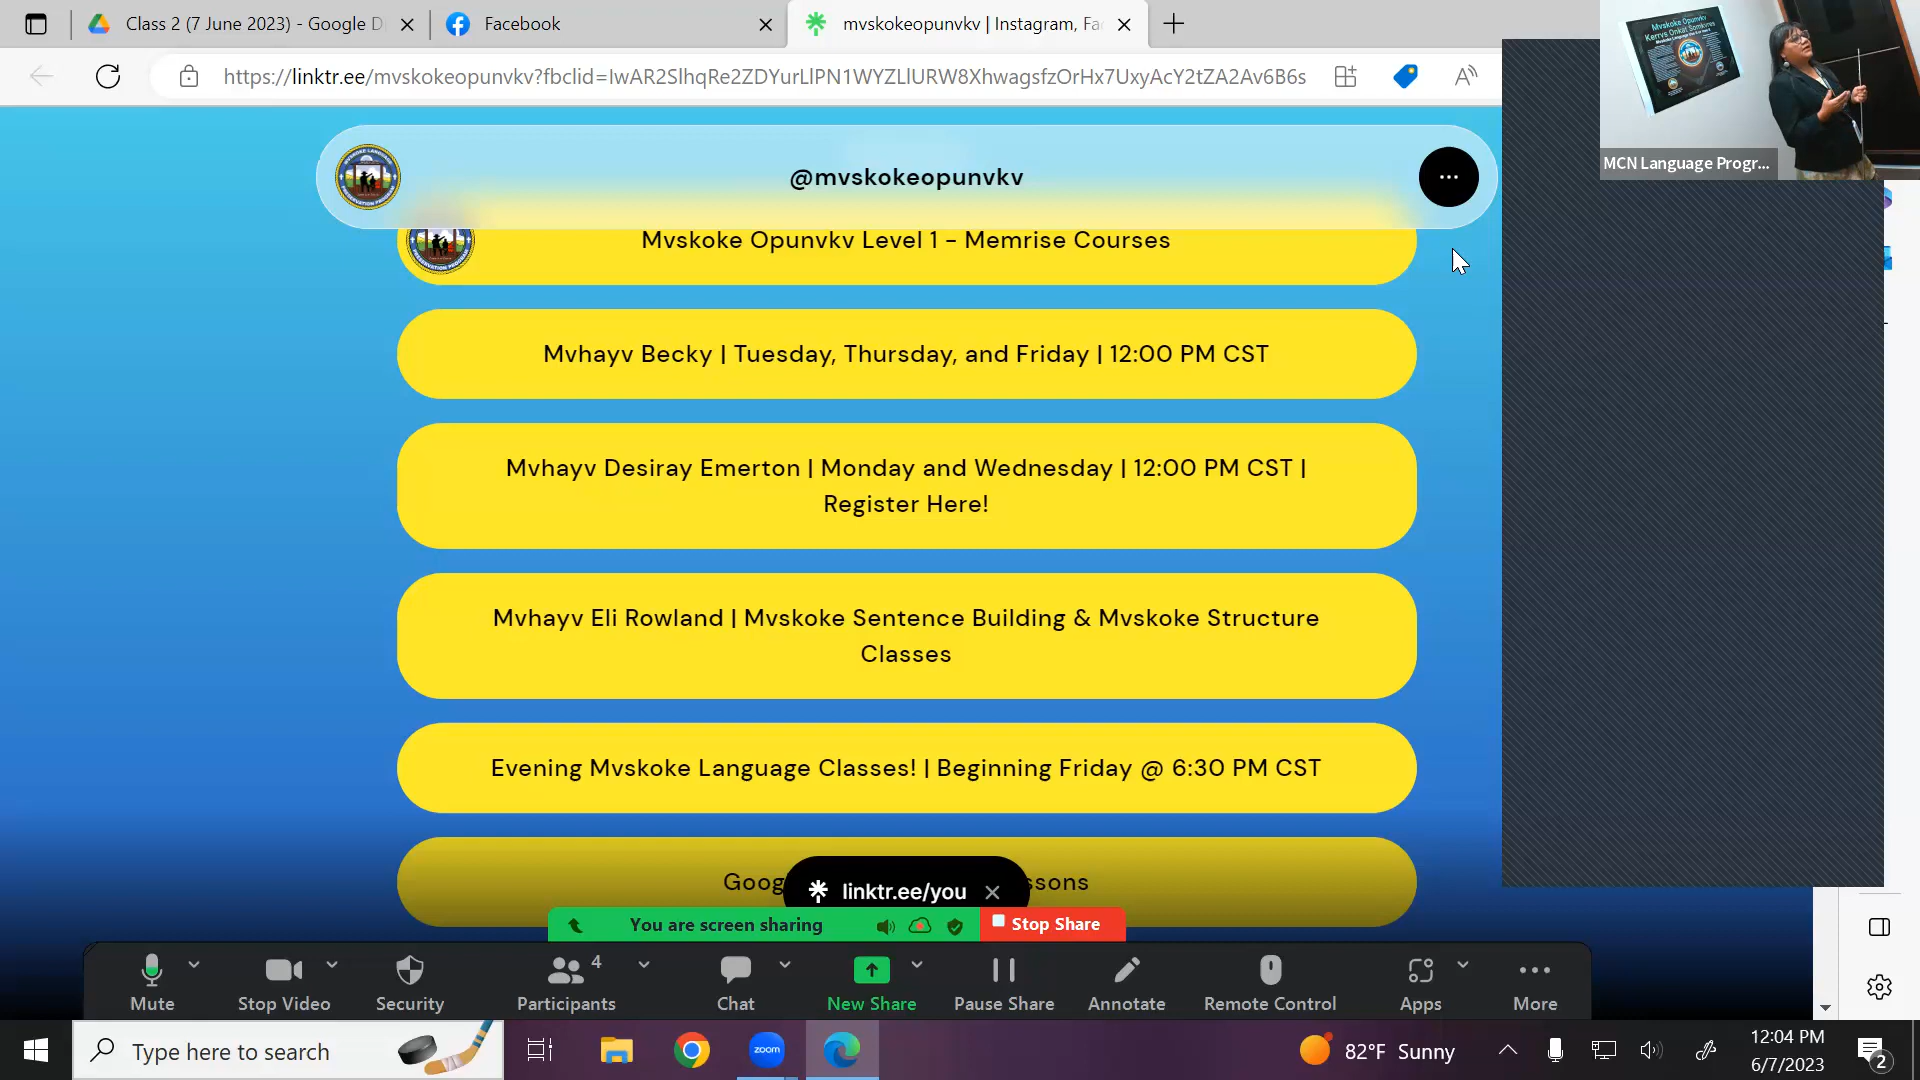 Class 2 (7 June 2023) - Google D
Facebook
mvskokeopunvkv | Instagram, Fa
https://linktr.ee/mvskokeopunvkv?fbclid=IwAR2SlhqRe2ZDYurLlPN1WYZLlURW8XhwagsfzOrHx7UxyAcY2tZA2Av6B6s
Mvskoke Opunvkv
Kerrvs Onkat Somkvres
MCN Language Progr...
@mvskokeopunvkv
Mvskoke Opunvkv Level 1 - Memrise Courses
Mvhayv Becky | Tuesday, Thursday, and Friday | 12:00 PM CST
Mvhayv Desiray Emerton | Monday and Wednesday | 12:00 PM CST |
Register Here!
Mvhayv Eli Rowland | Mvskoke Sentence Building & Mvskoke Structure
Classes
Evening Mvskoke Language Classes! | Beginning Friday @ 6:30 PM CST
linktr.ee/you
You are screen sharing
Stop Share
4
Mute
Stop Video
Security
Participants
Chat
New Share
Pause Share
Annotate
Remote Control
Apps
More
Type here to search
zoom
82°F Sunny
12:04 PM
6/7/2023
2